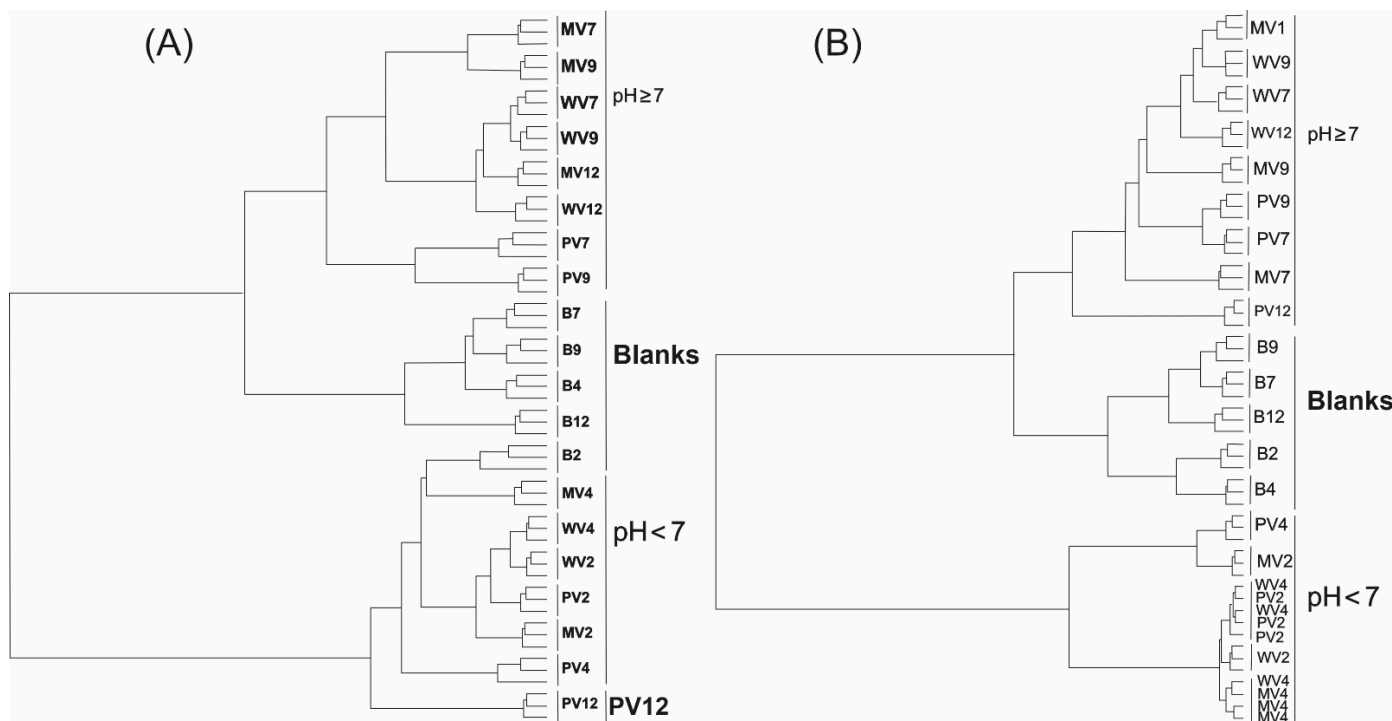 (A)
MV7
MV9
WV7
WV9
MV12
WV12
PV7
PV9
B7
B9
B4
B12
B2
MV4
WV4
WV2
PV2
MV2
PV4
PV12
pH≥7
Blanks
pH<7
PV12
(B)
MV1
WV9
WV7
WV12
MV9
PV9
PV7
MV7
PV12
B9
B7
B12
B2
B4
PV4
MV2
WV4
PV2
WV4
PV2
PV2
WV2
WV4
MV4
MV4
MV4
pH≥7
Blanks
pH<7